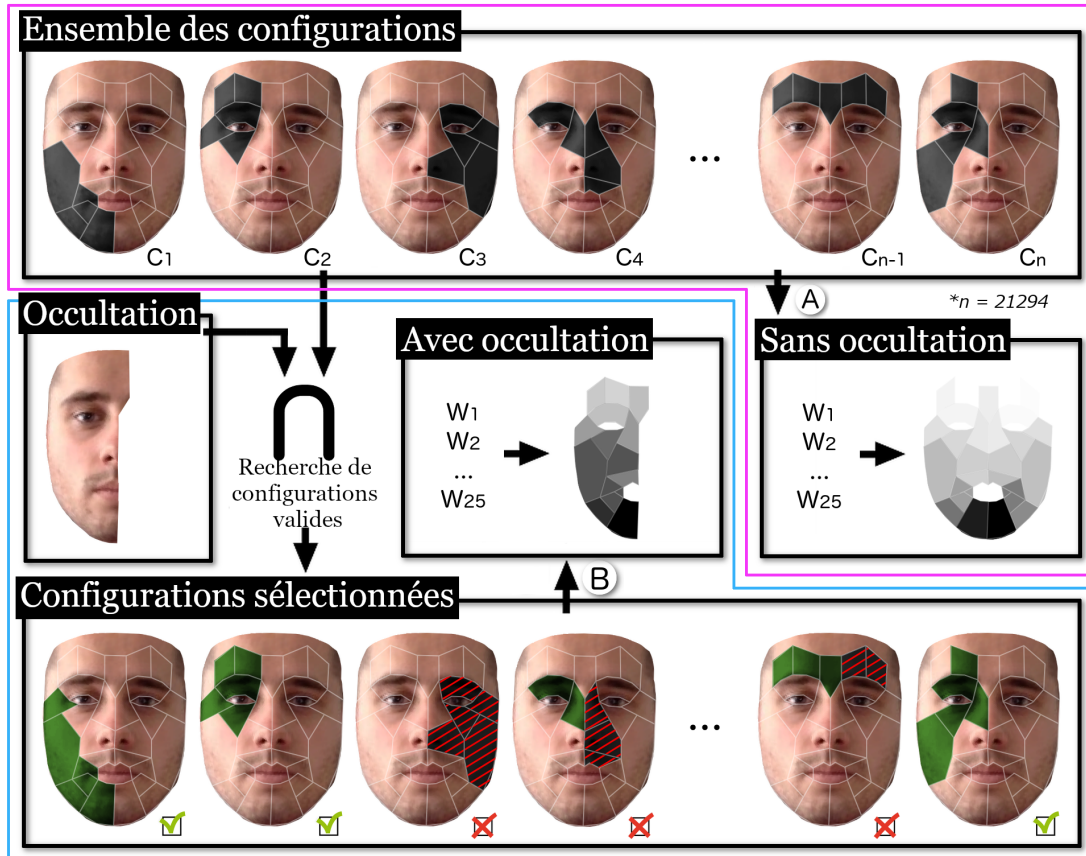 Ensemble des configurations
C1
C2
C3
C4
...
Cn-1
Cn
A
*n = 21294
Occultation
Avec occultation
Sans occultation
W1
W2
...
W25
W1
W2
...
W25
Recherche de
configurations
valides
B
Configurations sélectionnées
...